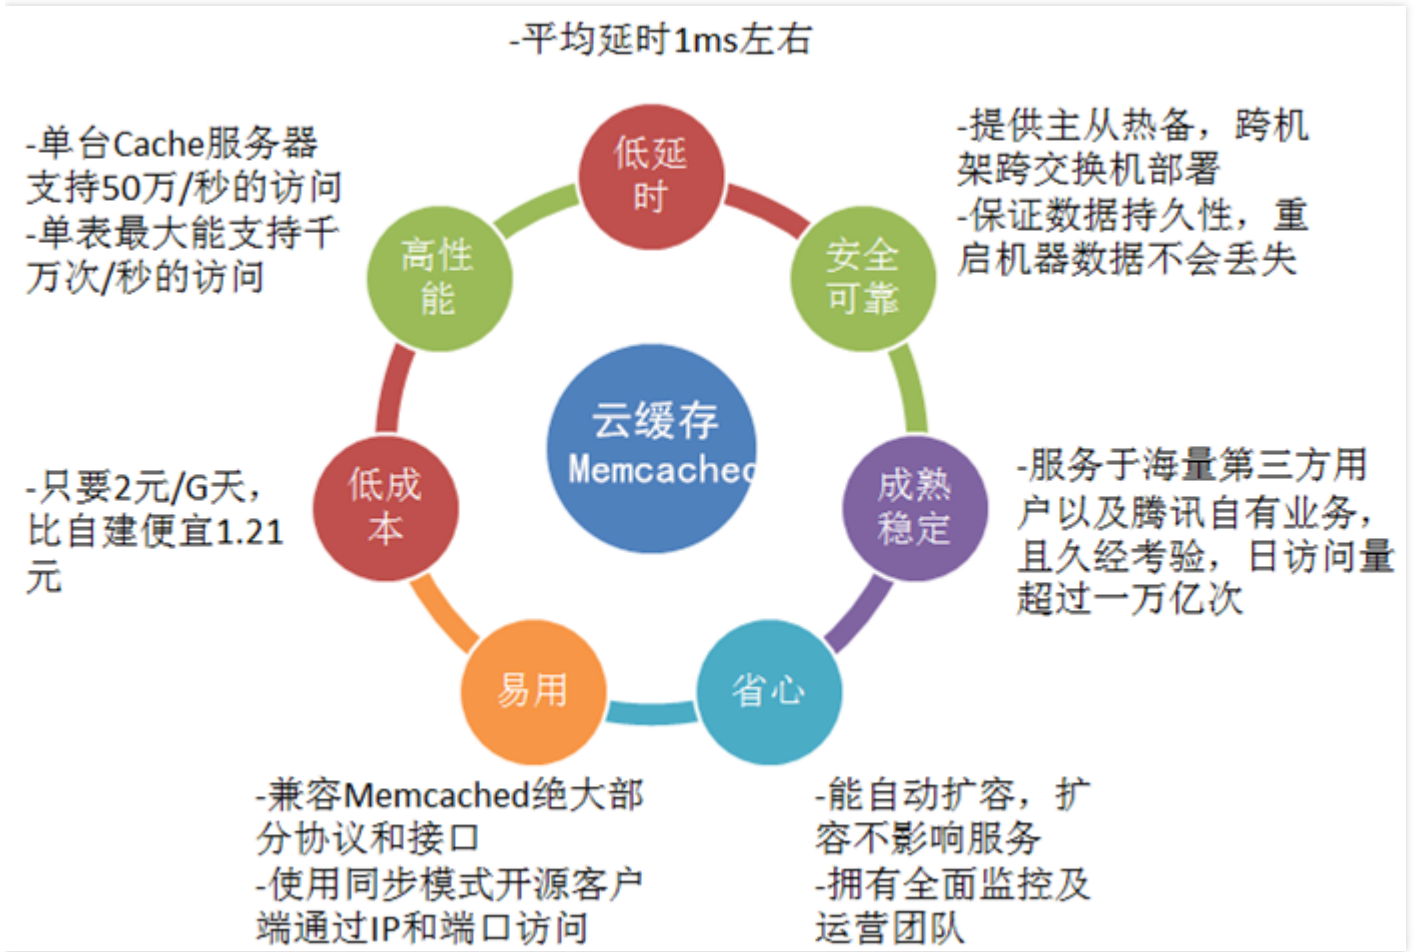 -平均延时1ms左右
低延
时
-单台Cache服务器
支持50万/秒的访问
-单表最大能支持千
万次/秒的访问
高性
能
-提供主从热备，跨机
架跨交换机部署
-保证数据持久性，重
启机器数据不会丢失
安全
可靠
云缓存
Memcached
-只要2元/G天，
比自建便宜1.21
元
低成
本
成熟
稳定
-服务于海量第三方用
户以及腾讯自有业务，
且久经考验，日访问量
超过一万亿次
易用
省心
-兼容Memcached绝大部
分协议和接口
-使用同步模式开源客户
端通过IP和端口访问
-能自动扩容，扩
容不影响服务
-拥有全面监控及
运营团队